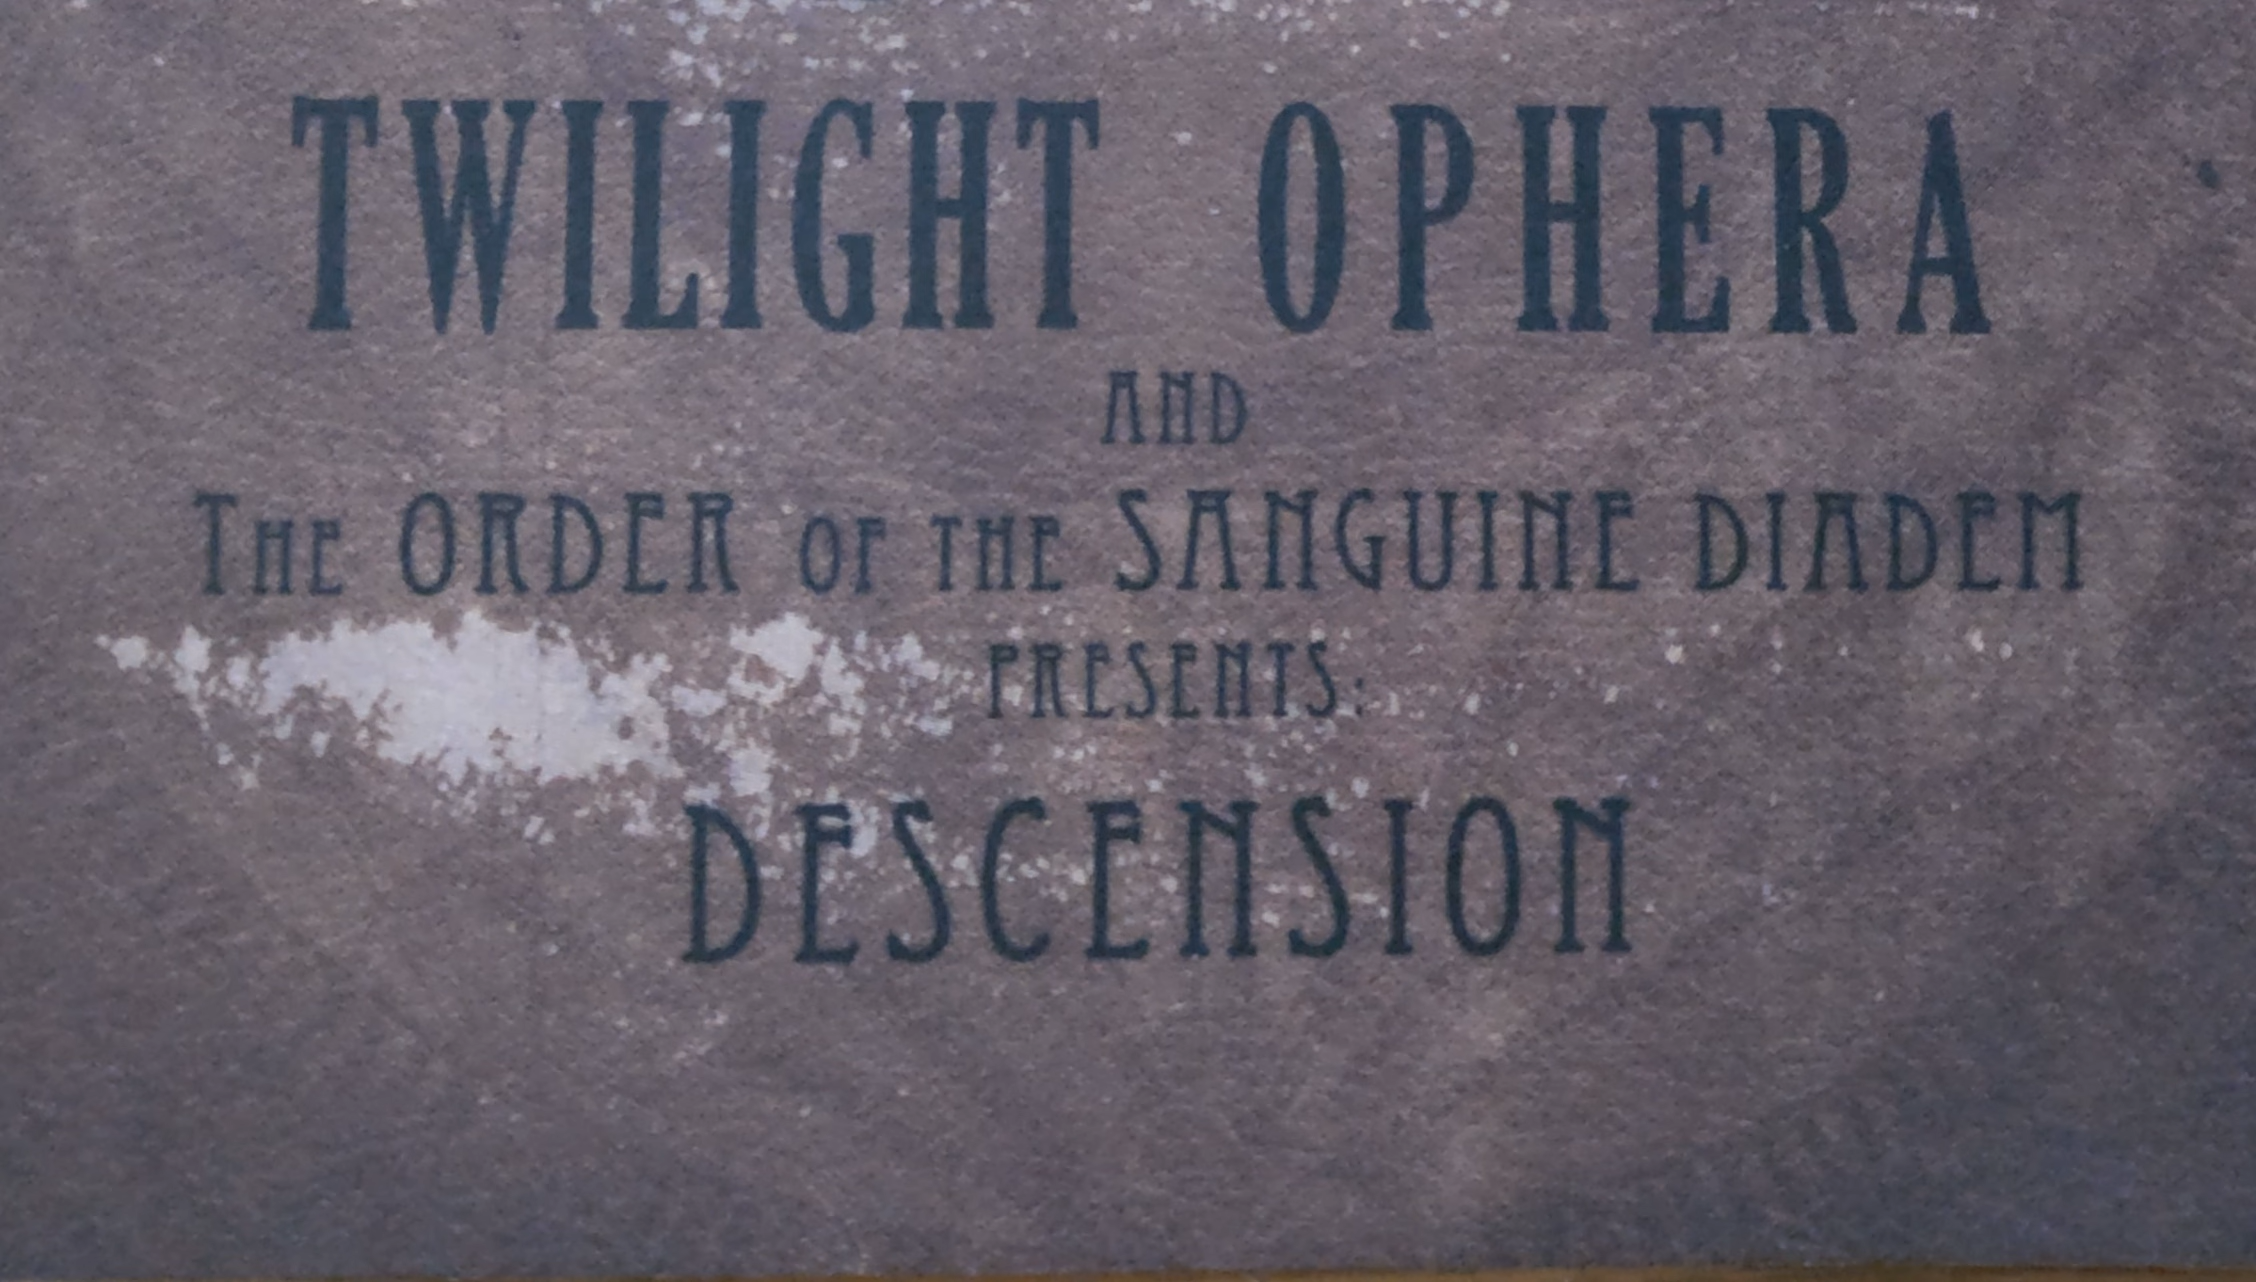 TWILIGHT OPHERA
AND
THE ORDER OF THE SANGUINE DIADEM
PRESENTS:
DESCENSION